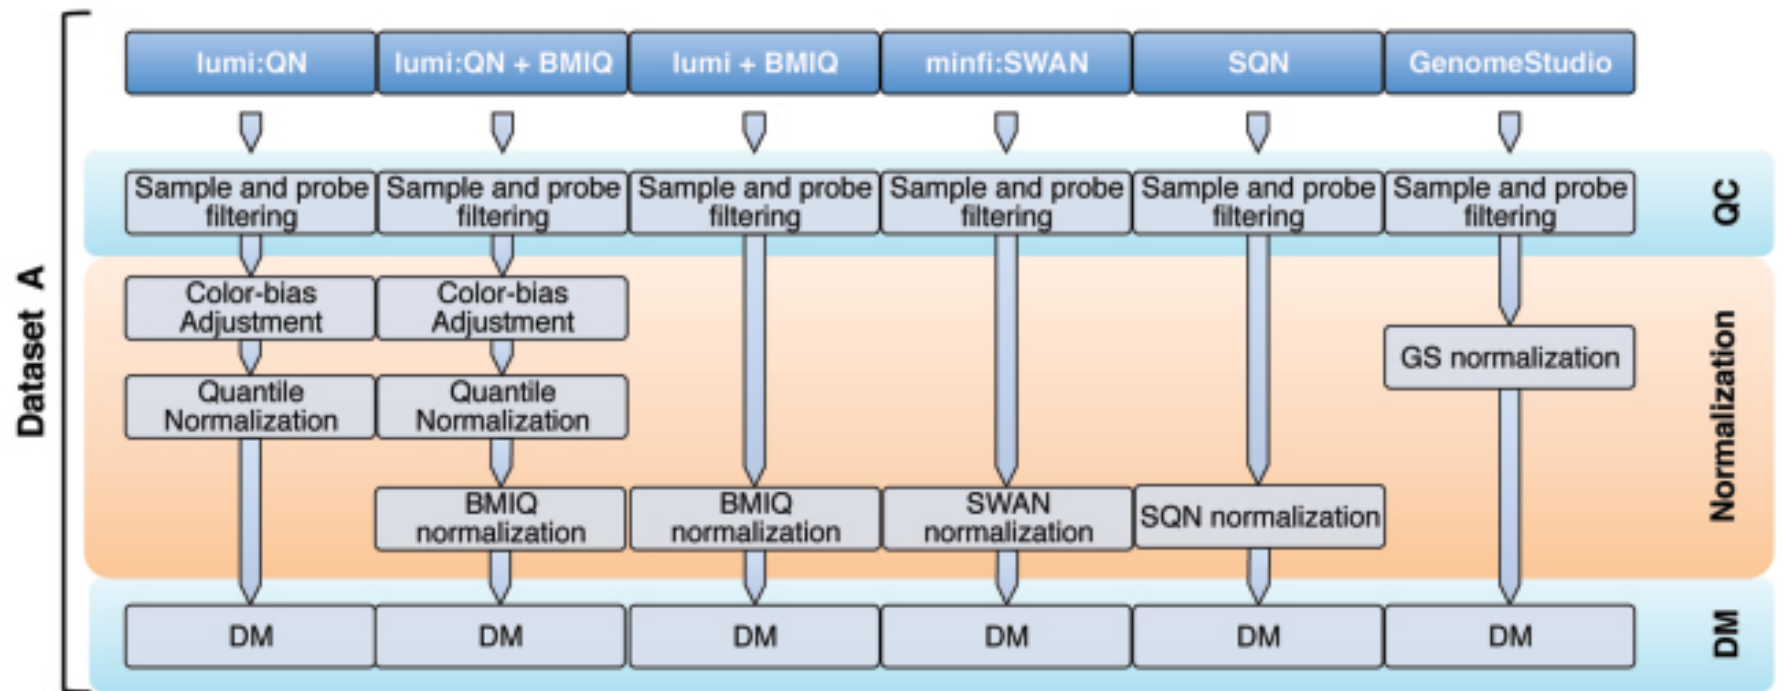 Dataset A
lumi:QN
lumi:QN + BMIQ
lumi + BMIQ
minfi:SWAN
SQN
GenomeStudio
Sample and probe
filtering
Sample and probe
filtering
Sample and probe
filtering
Sample and probe
filtering
Sample and probe
filtering
Sample and probe
filtering
QC
Color-bias
Adjustment
Color-bias
Adjustment
GS normalization
Quantile
Normalization
Quantile
Normalization
Normalization
BMIQ
normalization
BMIQ
normalization
SWAN
normalization
SQN normalization
DM
DM
DM
DM
DM
DM
DM